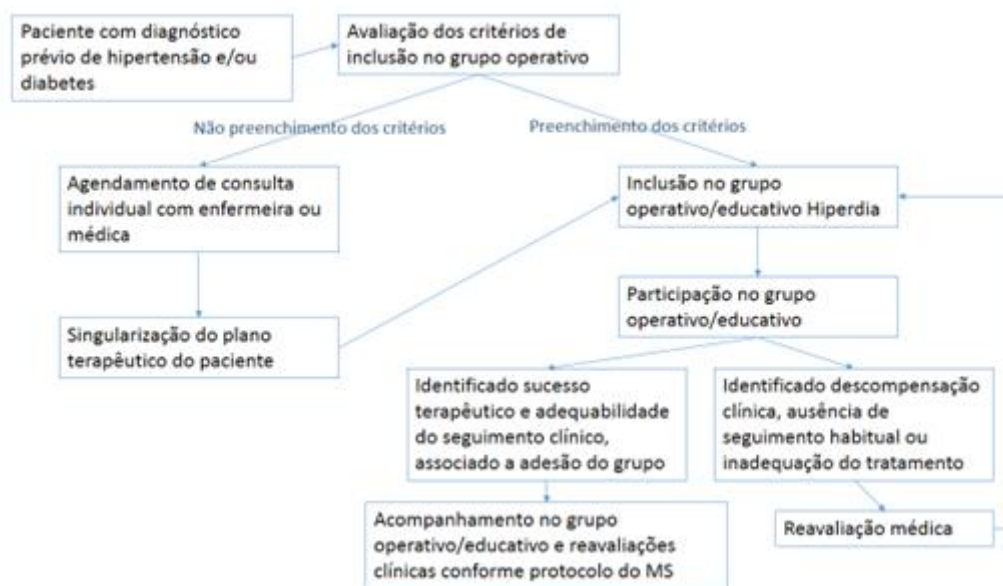 Paciente com diagnóstico
prévio de hipertensão e/ou
diabetes
Avaliação dos critérios de
inclusão no grupo operativo
Não preenchimento dos critérios
Preenchimento dos critérios
Agendamento de consulta
individual com enfermeira ou
médica
Inclusão no grupo
operativo/educativo Hiperdia
Singularização do plano
terapêutico do paciente
Participação no grupo
operativo/educativo
Identificado sucesso
terapêutico e adequabilidade
do seguimento clínico,
associado a adesão do grupo
Identificado descompensação
clínica, ausência de
seguimento habitual ou
inadequação do tratamento
Acompanhamento no grupo
operativo/educativo e reavaliações
clínicas conforme protocolo do MS
Reavaliação médica